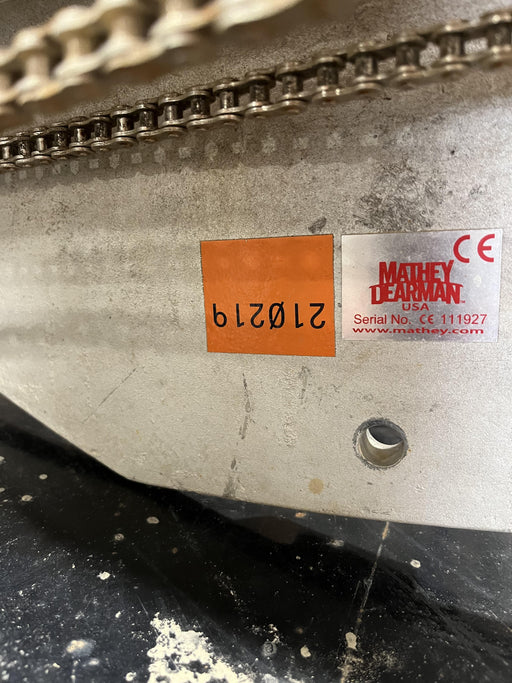 210219
CE
MATHEY
DEARMAN
USA
Serial No. CE 111927
www.mathey.com